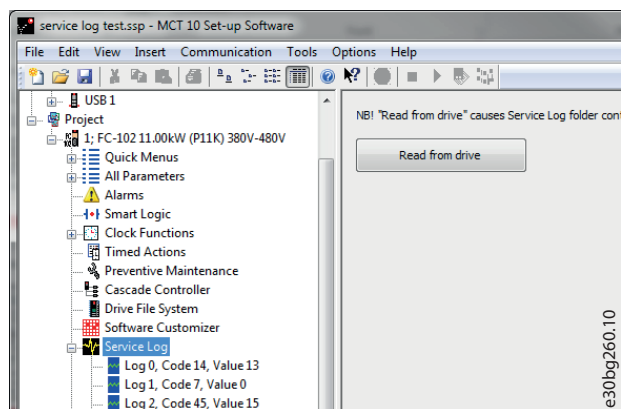 service log test.ssp - MCT 10 Set-up Software
File Edit View Insert Communication Tools Options Help
USB 1
Project
1; FC-102 11.00kW (P11K) 380V-480V
Quick Menus
All Parameters
Alarms
Smart Logic
Clock Functions
Timed Actions
Preventive Maintenance
Cascade Controller
Drive File System
Software Customizer
Service Log
Log 0, Code 14, Value 13
Log 1, Code 7, Value 0
Log 2, Code 45, Value 15
NB! "Read from drive" causes Service Log folder con
Read from drive
e30bg260.10